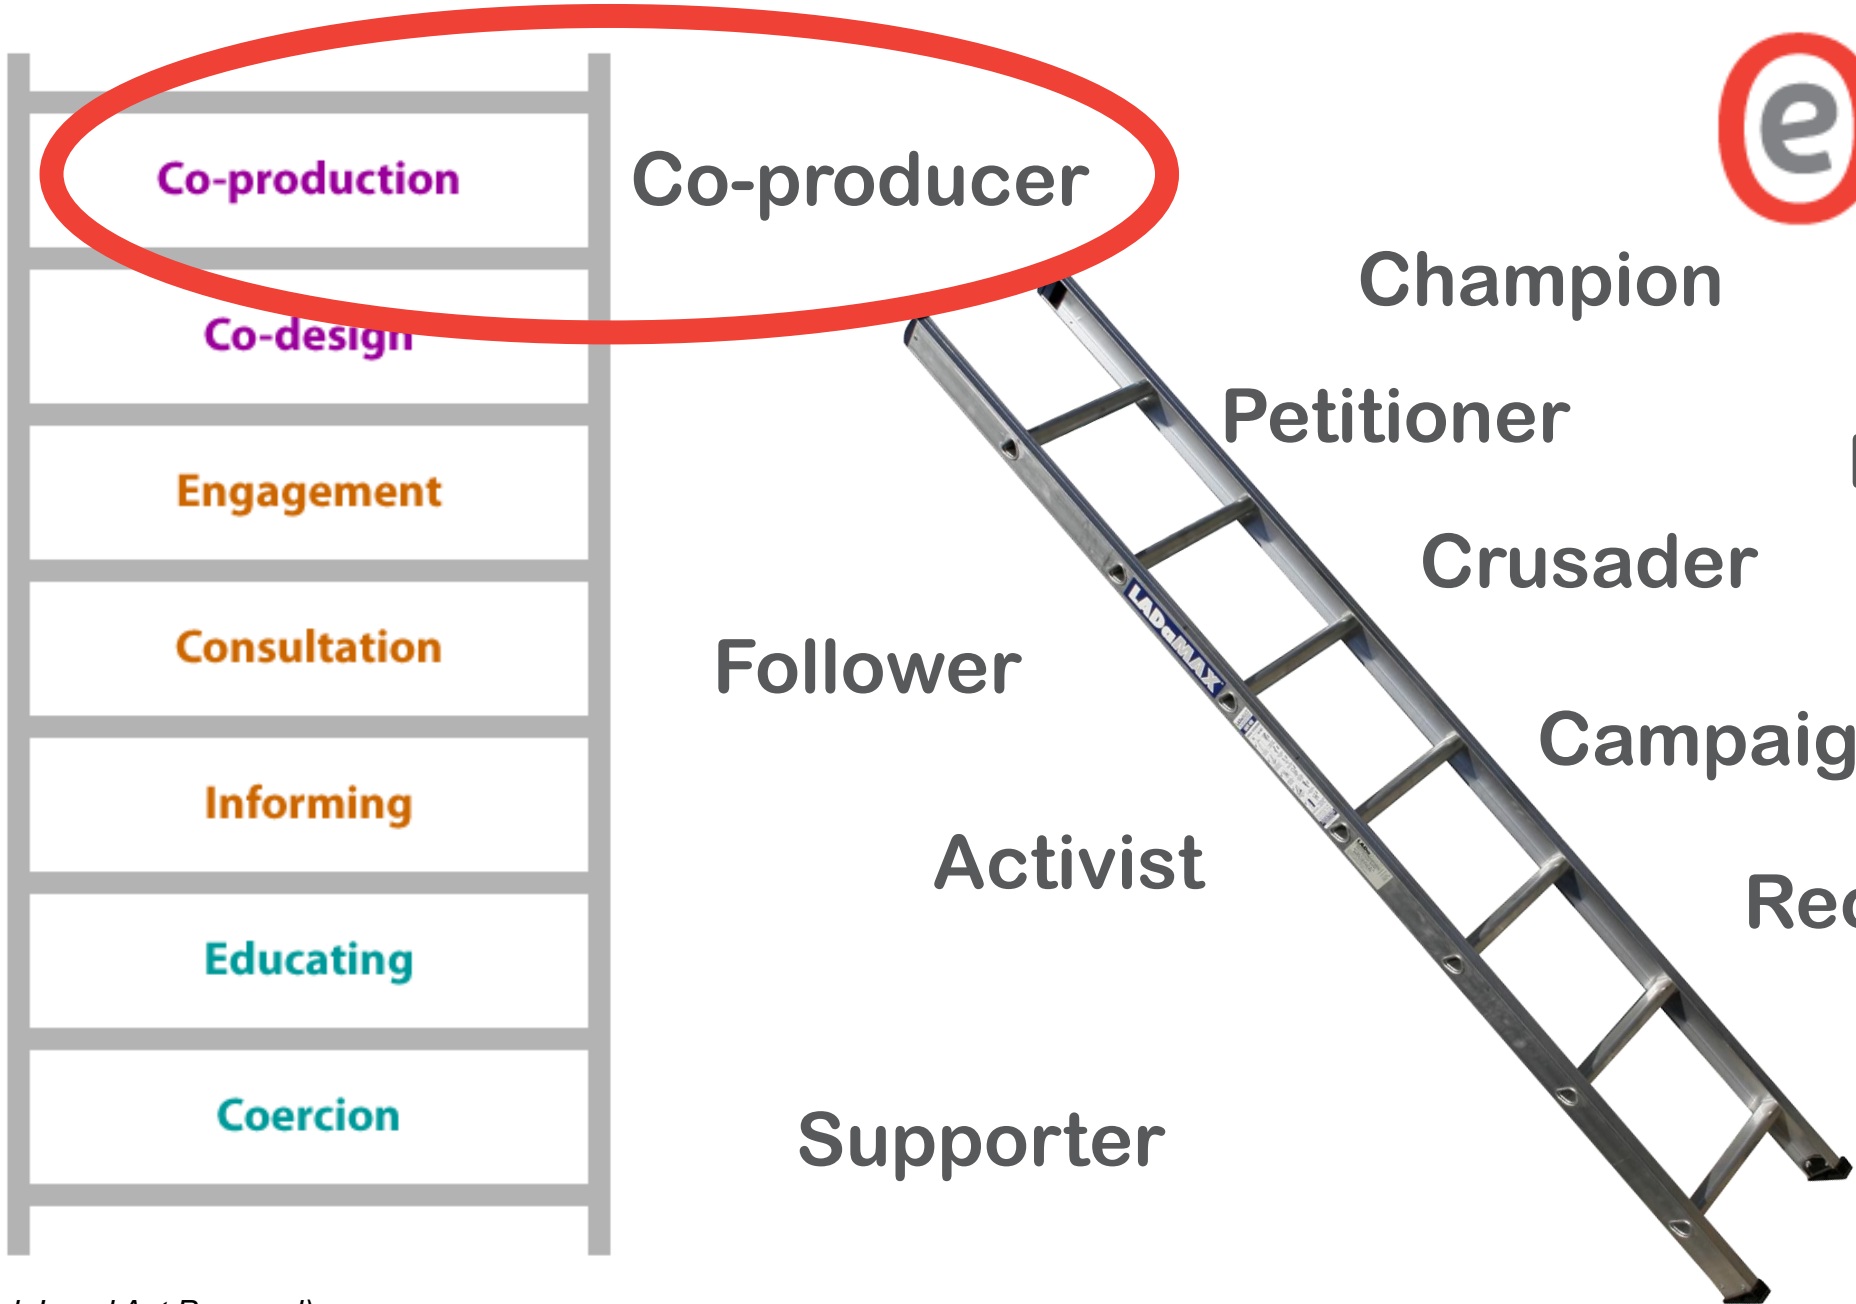 Co-production
Co-producer
e
Co-design
Champion
Petitioner
Engagement
Crusader
Consultation
Follower
LADaMAX
Campaig
Informing
Activist
Educating
Coercion
Supporter